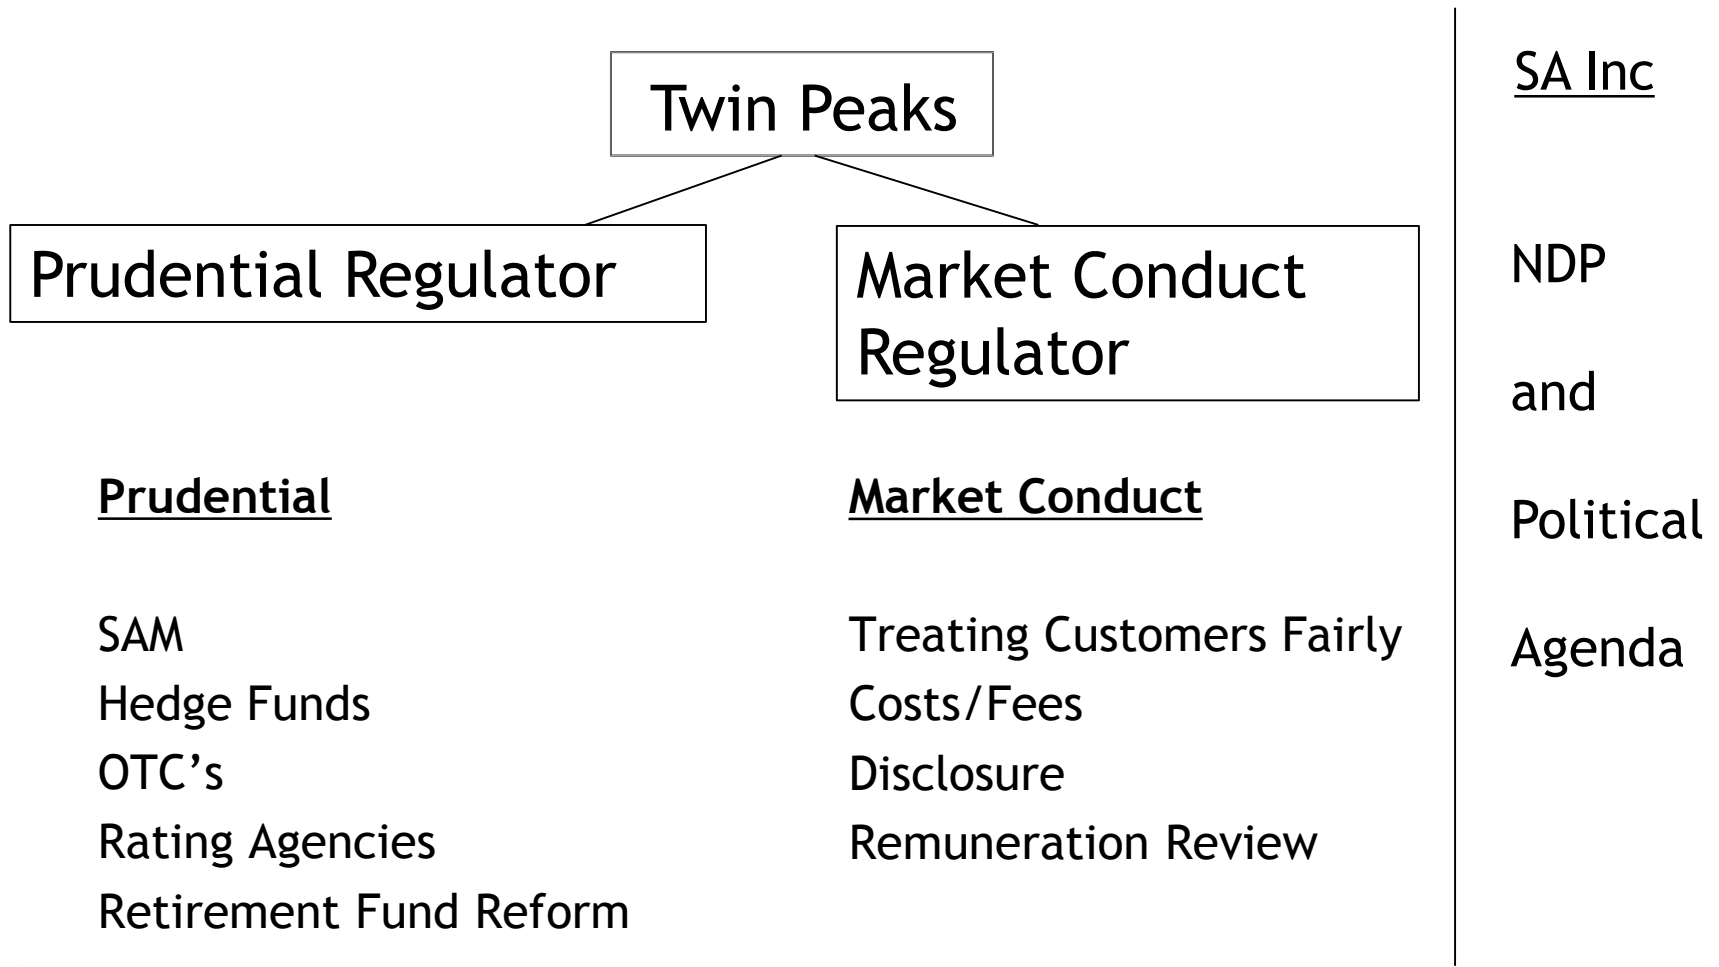 Twin Peaks
Prudential Regulator
Market Conduct
Regulator
Prudential
SAM
Hedge Funds
OTC’s
Rating Agencies
Retirement Fund Reform
Market Conduct
Treating Customers Fairly
Costs/Fees
Disclosure
Remuneration Review
SA Inc
NDP
and
Political
Agenda